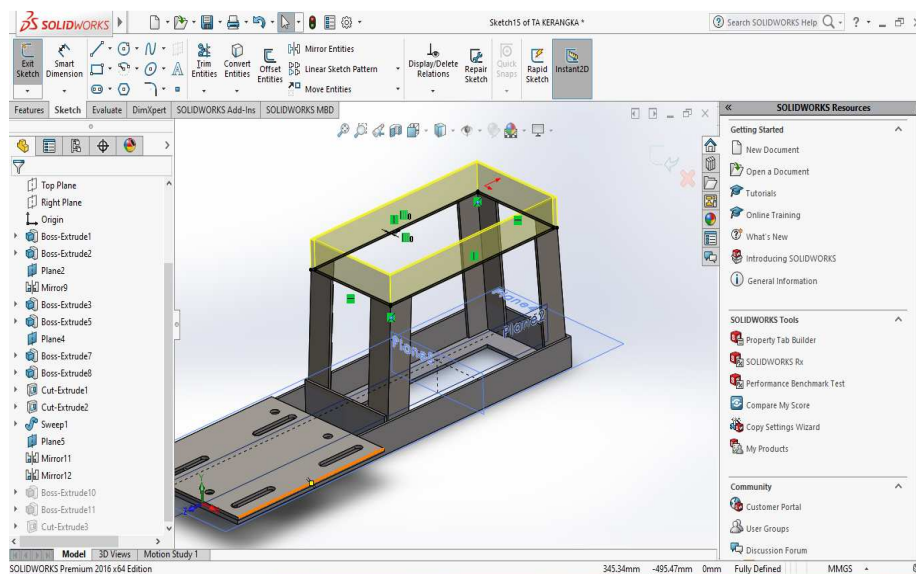 SOLIDWORKS
Sketch15 of TA KERANGKA *
Search SOLIDWORKS Help
Exit Sketch
Smart Dimension
Trim Entities
Convert Entities
Offset Entities
Mirror Entities
Linear Sketch Pattern
Move Entities
Display/Delete Relations
Repair Sketch
Quick Snaps
Rapid Sketch
Instant2D
Features Sketch Evaluate DimXpert SOLIDWORKS Add-Ins SOLIDWORKS MBD
Top Plane
Right Plane
Origin
Boss-Extrude1
Boss-Extrude2
Plane2
Mirror9
Boss-Extrude3
Boss-Extrude5
Plane4
Boss-Extrude7
Boss-Extrude8
Cut-Extrude1
Cut-Extrude2
Sweep1
Plane5
Mirror11
Mirror12
Boss-Extrude10
Boss-Extrude11
Cut-Extrude3
Plane2
SOLIDWORKS Resources
Getting Started
New Document
Open a Document
Tutorials
Online Training
What's New
Introducing SOLIDWORKS
General Information
SOLIDWORKS Tools
Property Tab Builder
SOLIDWORKS Rx
Performance Benchmark Test
Compare My Score
Copy Settings Wizard
My Products
Community
Customer Portal
User Groups
Discussion Forum
Model 3D Views Motion Study 1
SOLIDWORKS Premium 2016 x64 Edition
345.34mm -495.47mm 0mm Fully Defined MMGS